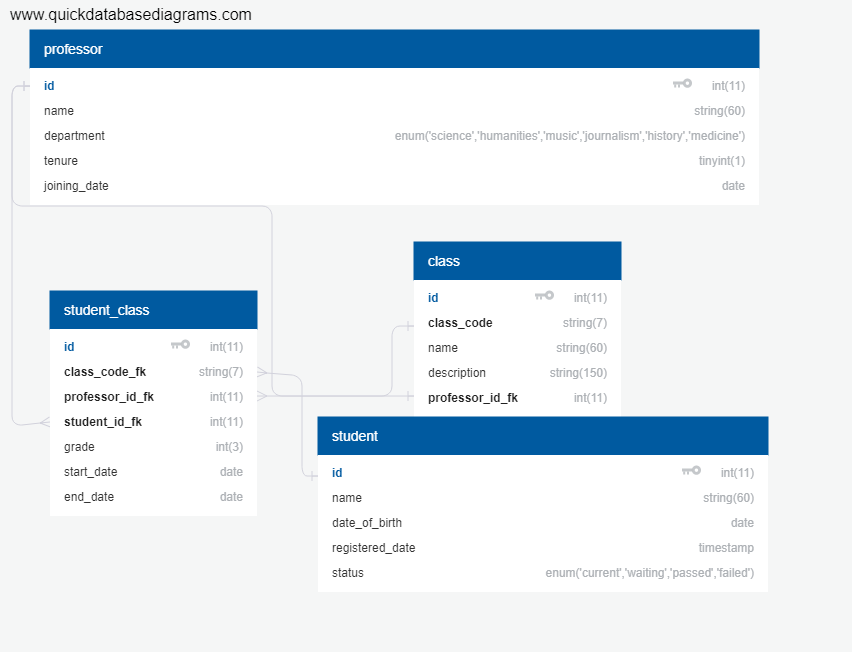 www.quickdatabasediagrams.com
professor
id int(11)
name string(60)
department enum('science','humanities','music','journalism','history','medicine')
tenure tinyint(1)
joining_date date
class
id int(11)
class_code string(7)
name string(60)
description string(150)
professor_id_fk int(11)
student_class
id int(11)
class_code_fk string(7)
professor_id_fk int(11)
student_id_fk int(11)
grade int(3)
start_date date
end_date date
student
id int(11)
name string(60)
date_of_birth date
registered_date timestamp
status enum('current','waiting','passed','failed')